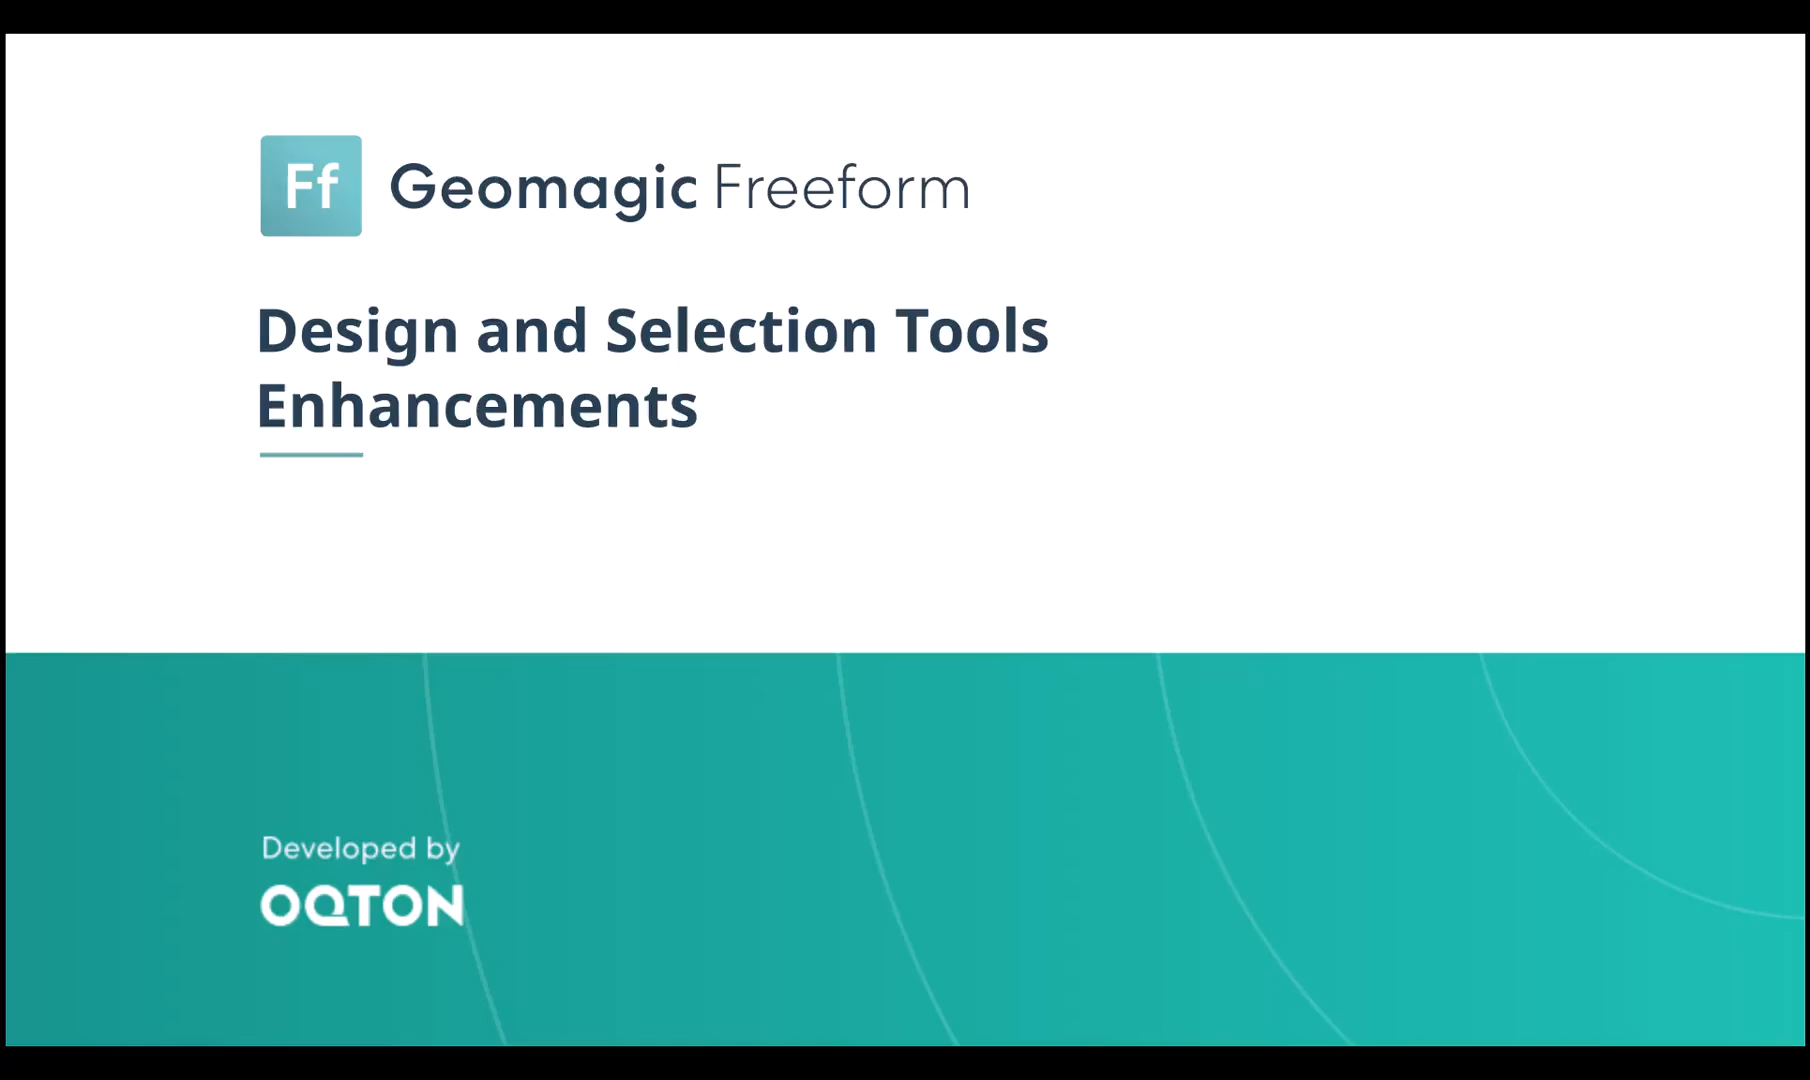 Ff Geomagic Freeform
Design and Selection Tools
Enhancements
Developed by
OQTON